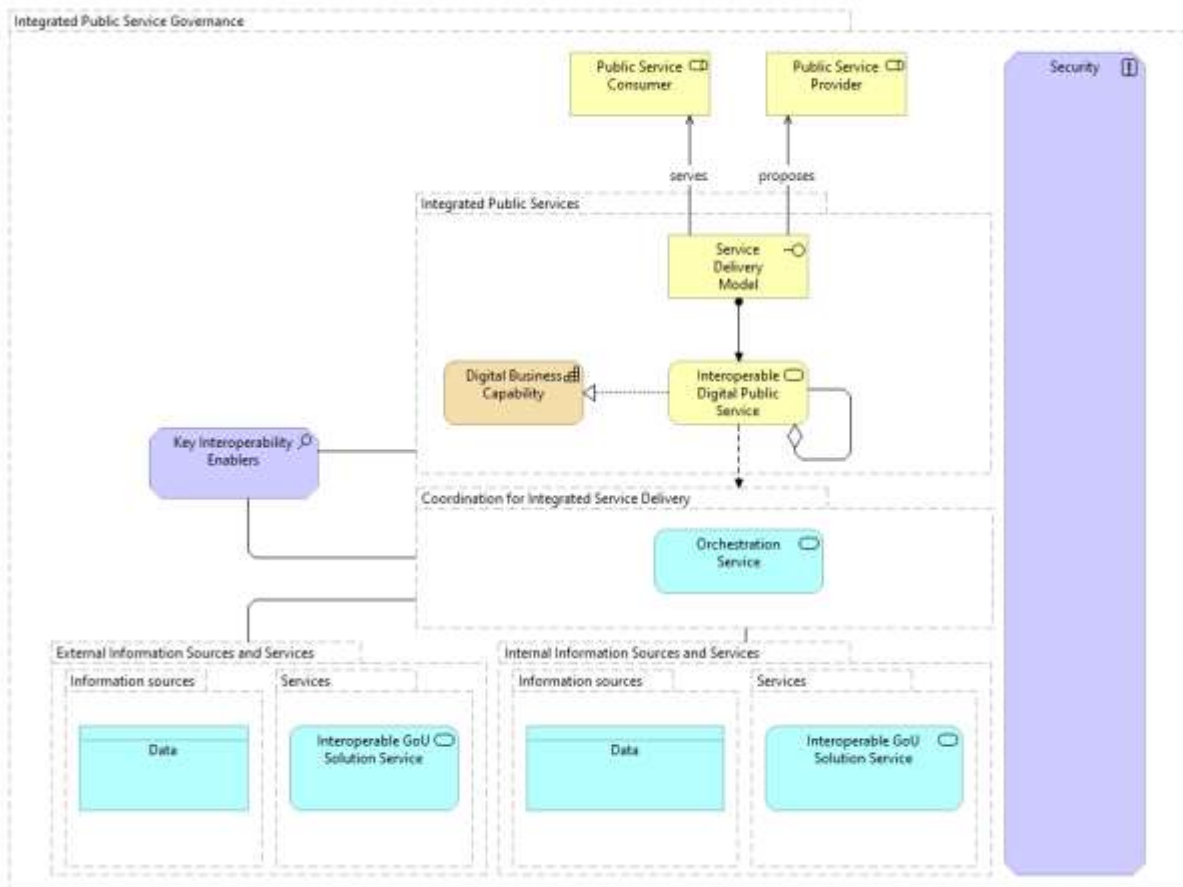 Integrated Public Service Governance
Public Service
Consumer
Public Service
Provider
Security
serves
proposes
Integrated Public Services
Service
Delivery
Model
Digital Business
Capability
Interoperable
Digital Public
Service
Key Interoperability
Enablers
Coordination for Integrated Service Delivery
Orchestration
Service
External Information Sources and Services
Information sources
Services
Data
Interoperable GoU
Solution Service
Internal Information Sources and Services
Information sources
Services
Data
Interoperable GoU
Solution Service